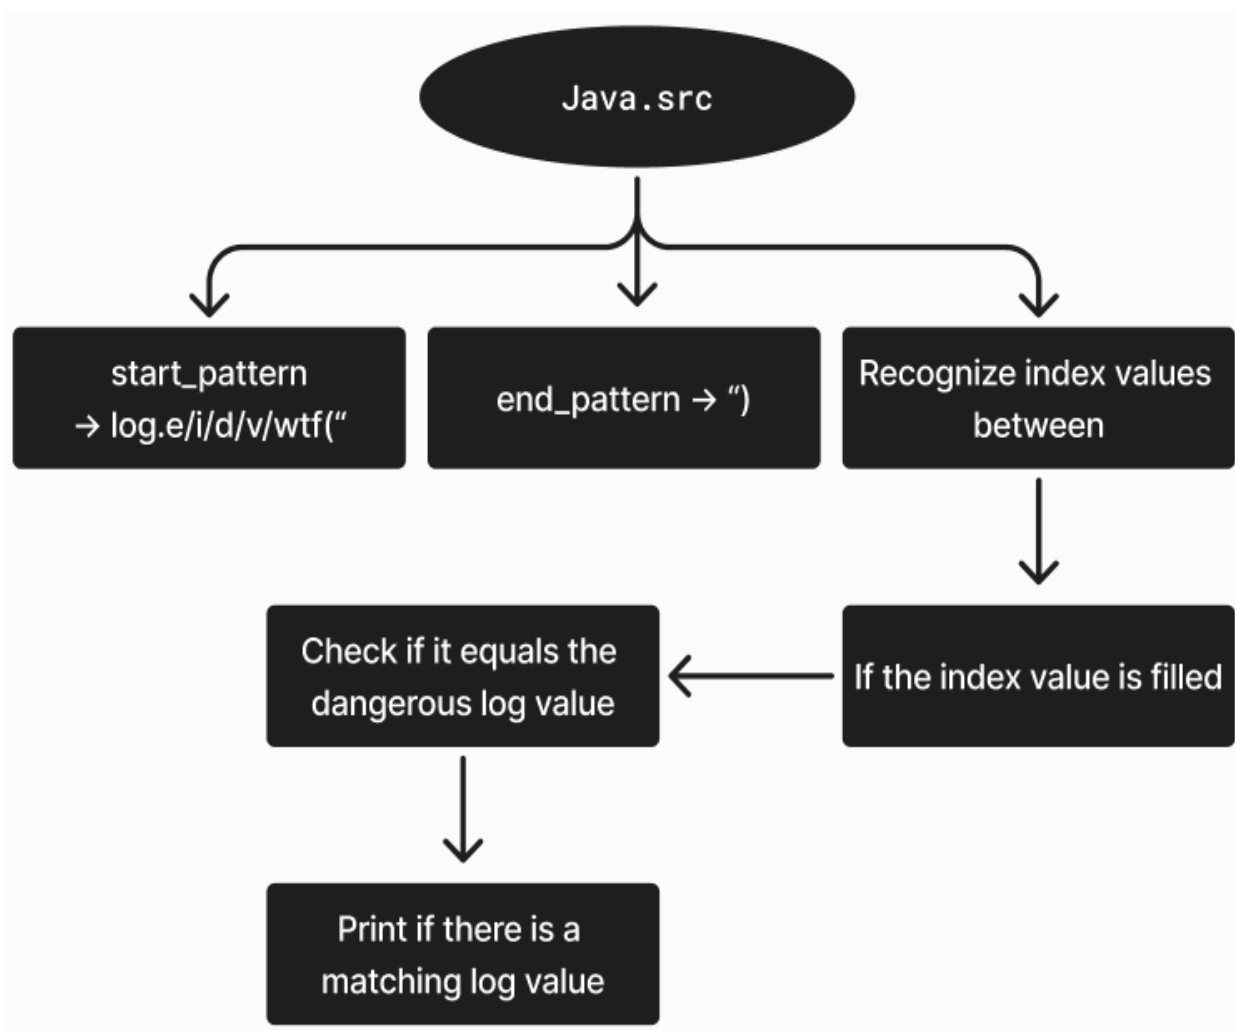 Java.src
start_pattern
→ log.e/i/d/v/wtf(“
end_pattern → “)
Recognize index values
between
Check if it equals the
dangerous log value
If the index value is filled
Print if there is a
matching log value